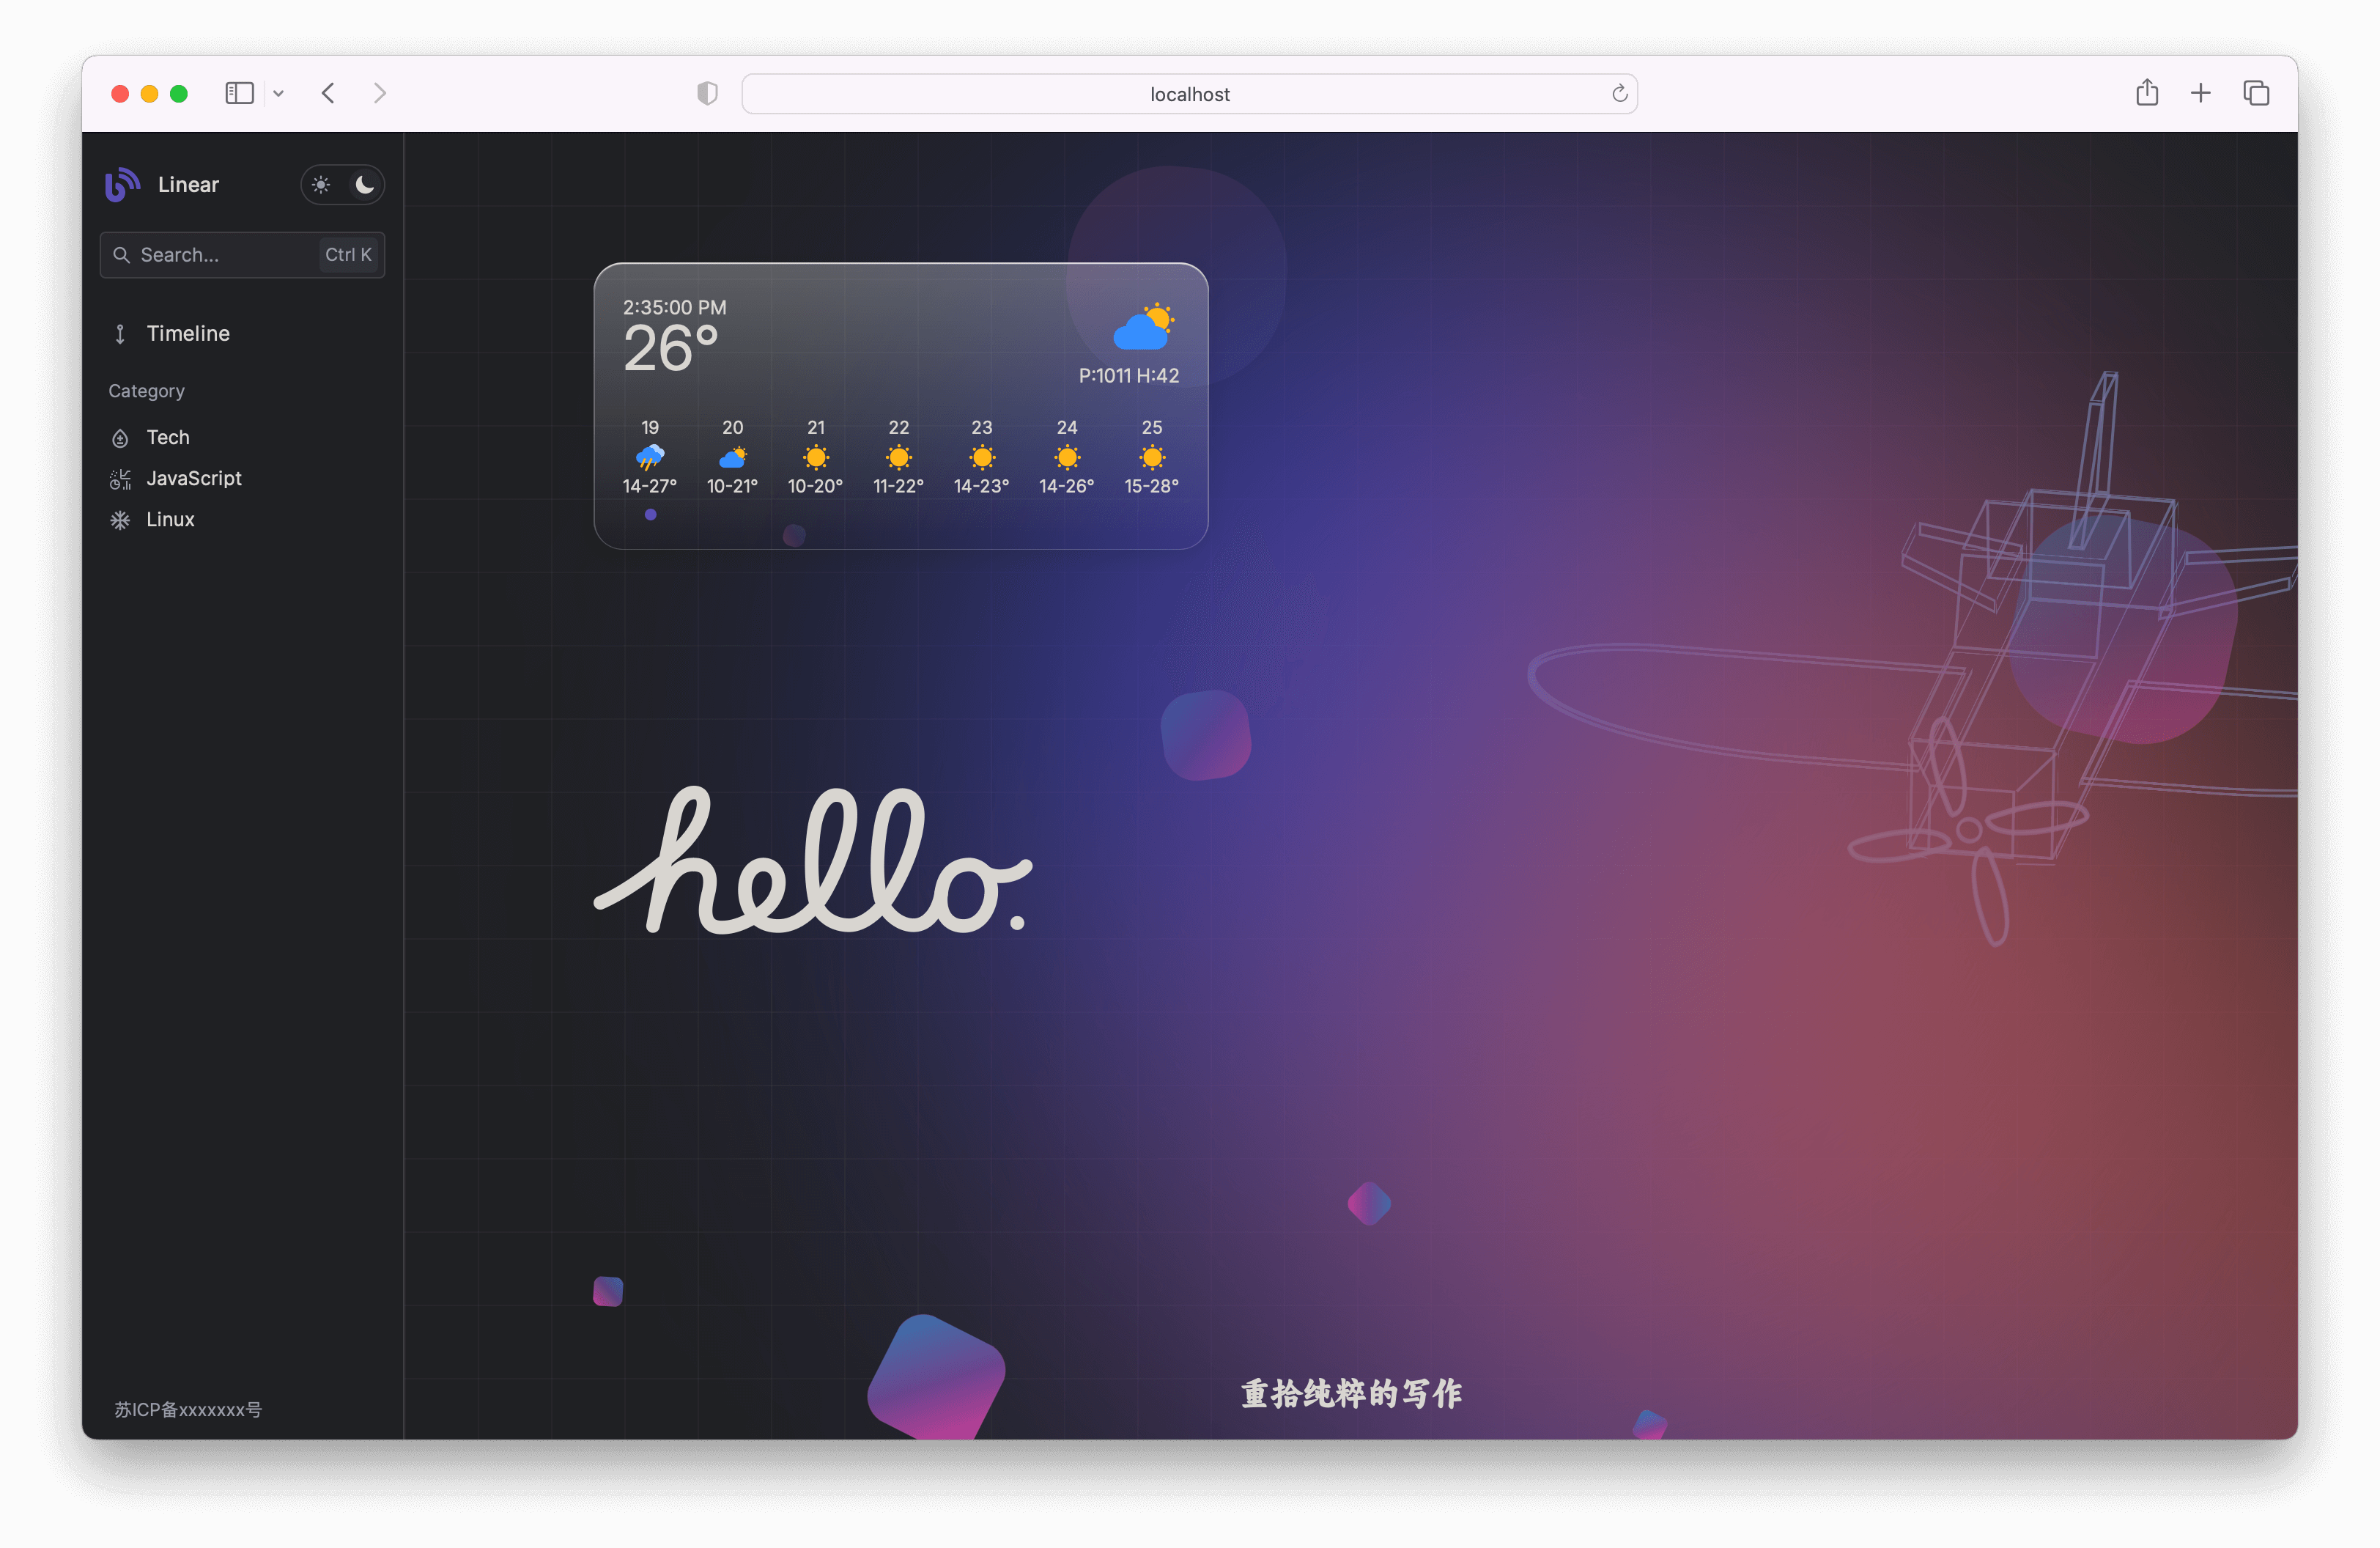 localhost
Linear
Search...
Ctrl K
Timeline
Category
Tech
JavaScript
Linux
苏ICP备xxxxxxx号
2:35:00 PM
26°
P:1011 H:42
19 20 21 22 23 24 25
14-27° 10-21° 10-20° 11-22° 14-23° 14-26° 15-28°
hello.
重拾纯粹的写作